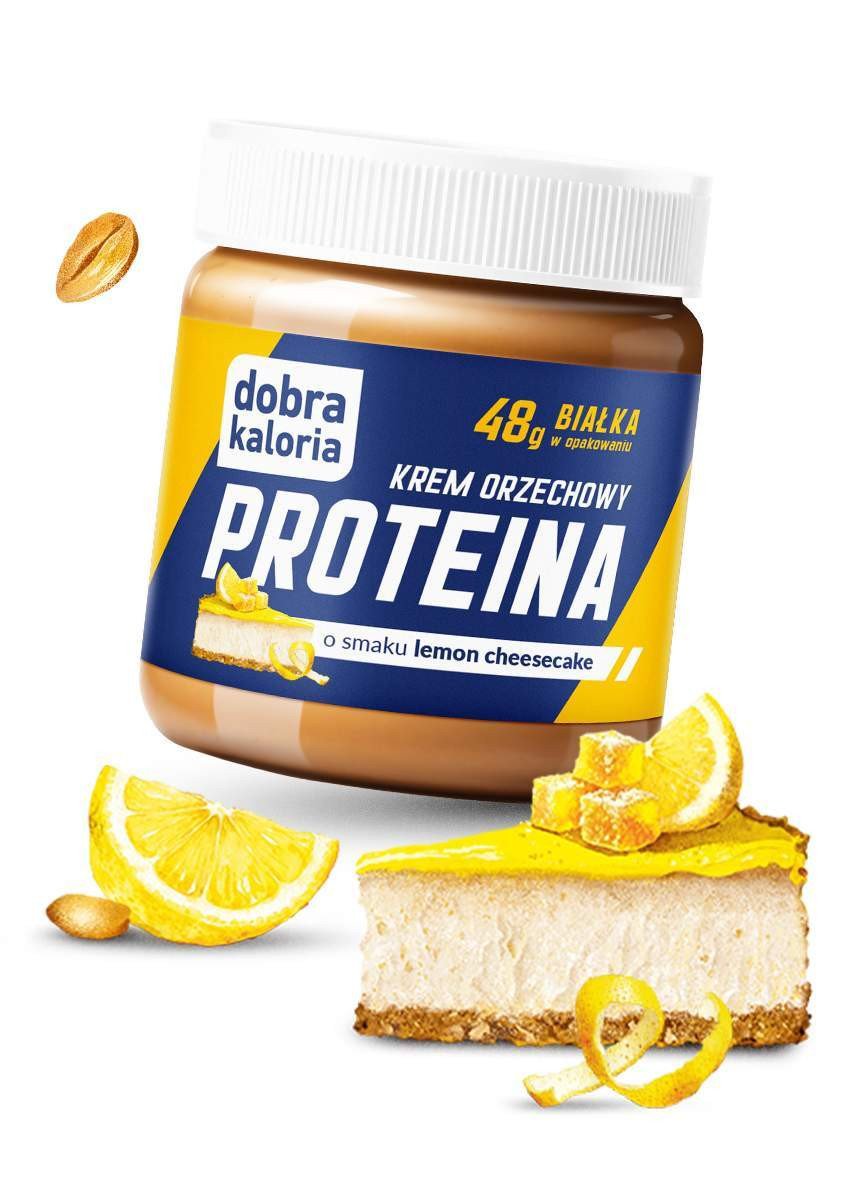 dobra
kaloria
48g BIAŁKA
w opakowaniu
KREM ORZECHOWY
PROTEINA
o smaku lemon cheesecake